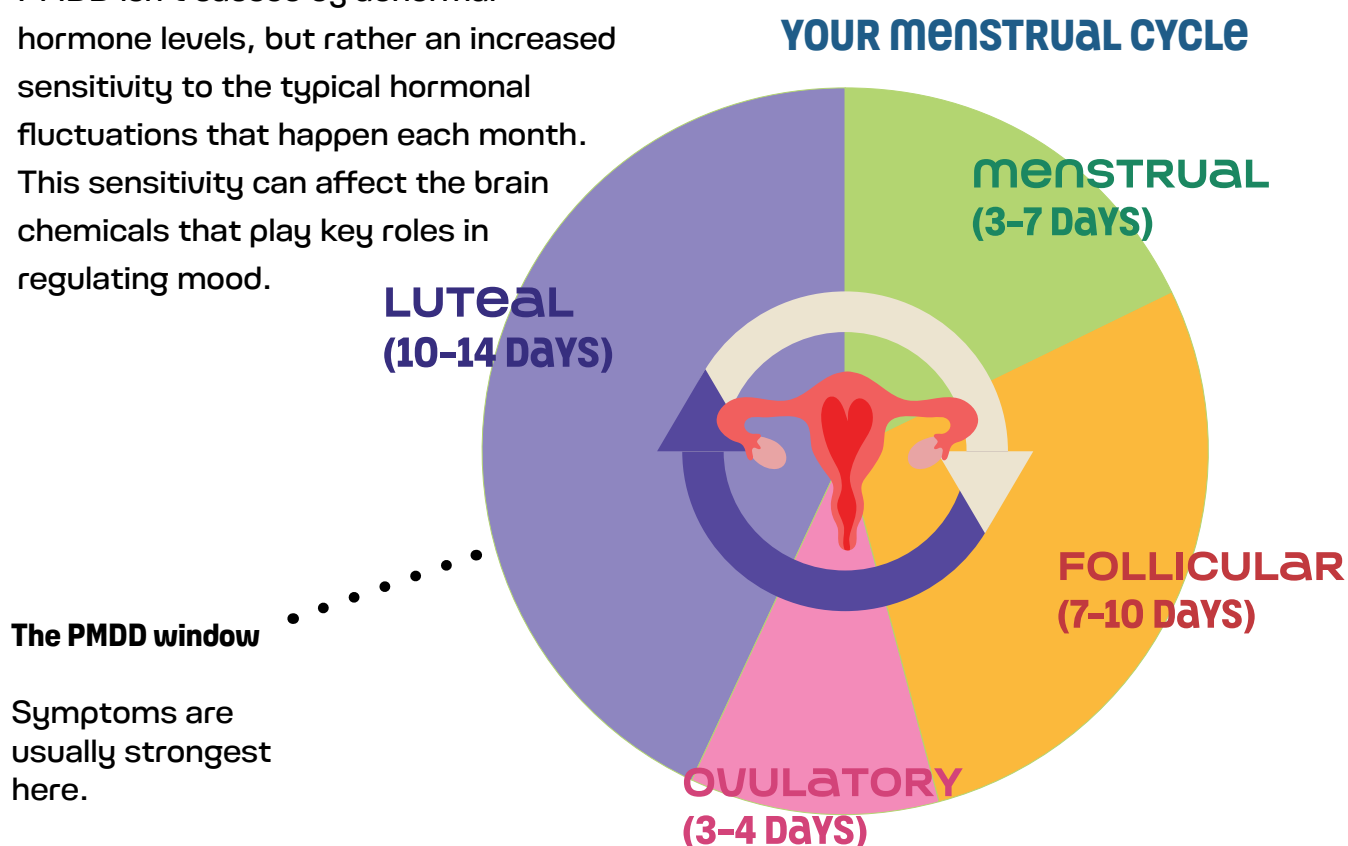 hormone levels, but rather an increased
sensitivity to the typical hormonal
fluctuations that happen each month.
This sensitivity can affect the brain
chemicals that play key roles in
regulating mood.
YOUR MENSTRUAL CYCLE
MENSTRUAL
(3–7 DAYS)
LUTEAL
(10–14 DAYS)
FOLLICULAR
(7–10 DAYS)
The PMDD window
Symptoms are
usually strongest
here.
OVULATORY
(3–4 DAYS)